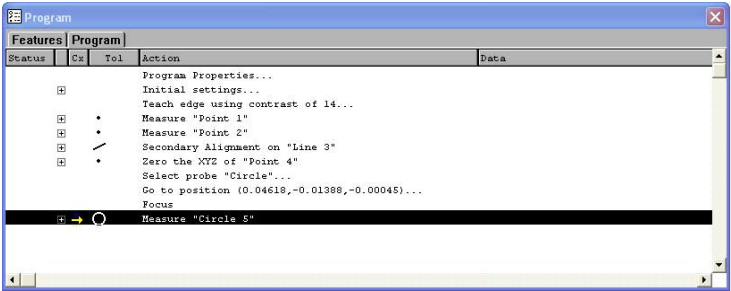 Program
Features Program
Status Cx Tol Action Data
Program Properties...
Initial settings...
Teach edge using contrast of 14...
Measure "Point 1"
Measure "Point 2"
Secondary Alignment on "Line 3"
Zero the XYZ of "Point 4"
Select probe "Circle"...
Go to position (0.04618,-0.01388,-0.00045)...
Focus
Measure "Circle 5"